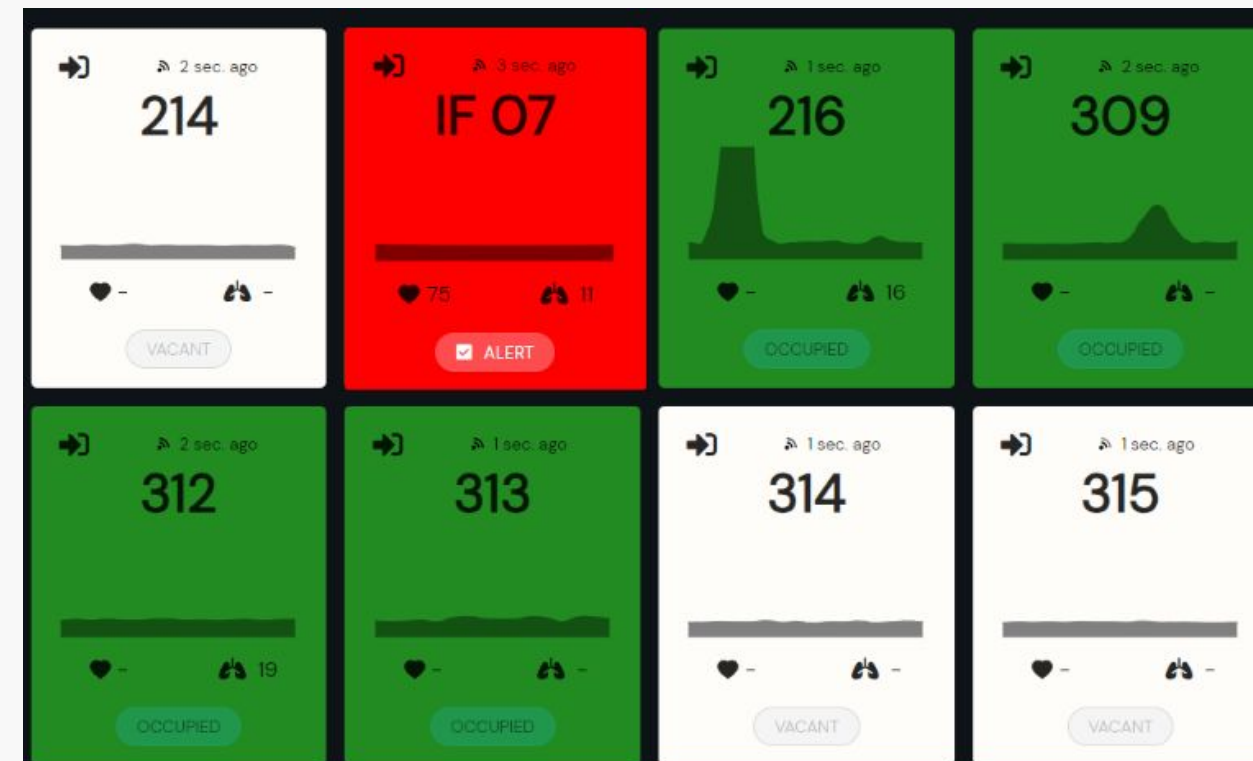 2 sec. ago
214
-
-
VACANT
3 sec. ago
IF 07
75
11
ALERT
1 sec. ago
216
-
16
OCCUPIED
2 sec. ago
309
-
-
OCCUPIED
2 sec. ago
312
-
19
OCCUPIED
1 sec. ago
313
-
-
OCCUPIED
1 sec. ago
314
-
-
VACANT
1 sec. ago
315
-
-
VACANT